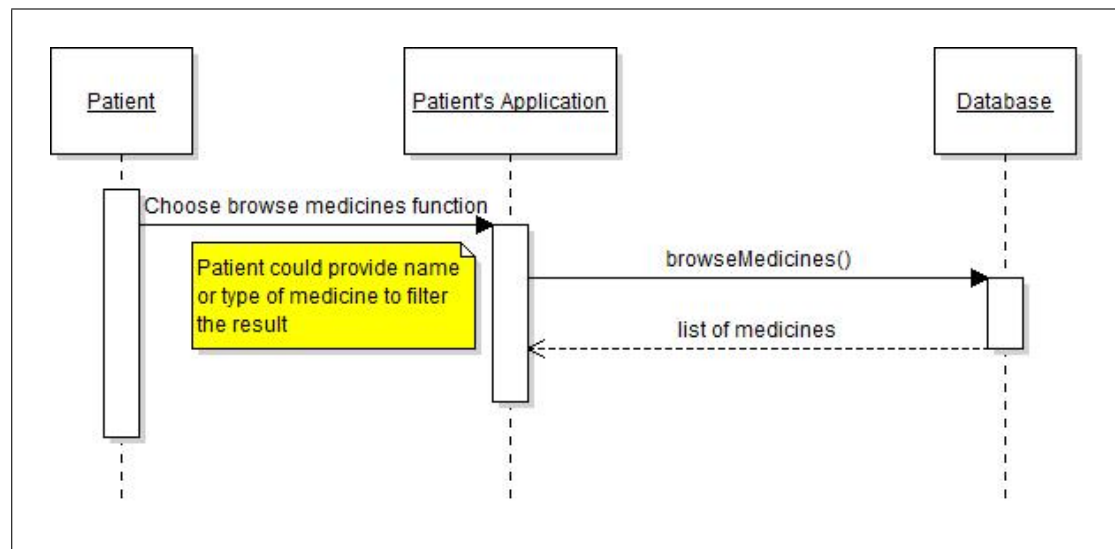 Patient
Patient's Application
Database
Choose browse medicines function
Patient could provide name
or type of medicine to filter
the result
browseMedicines()
list of medicines